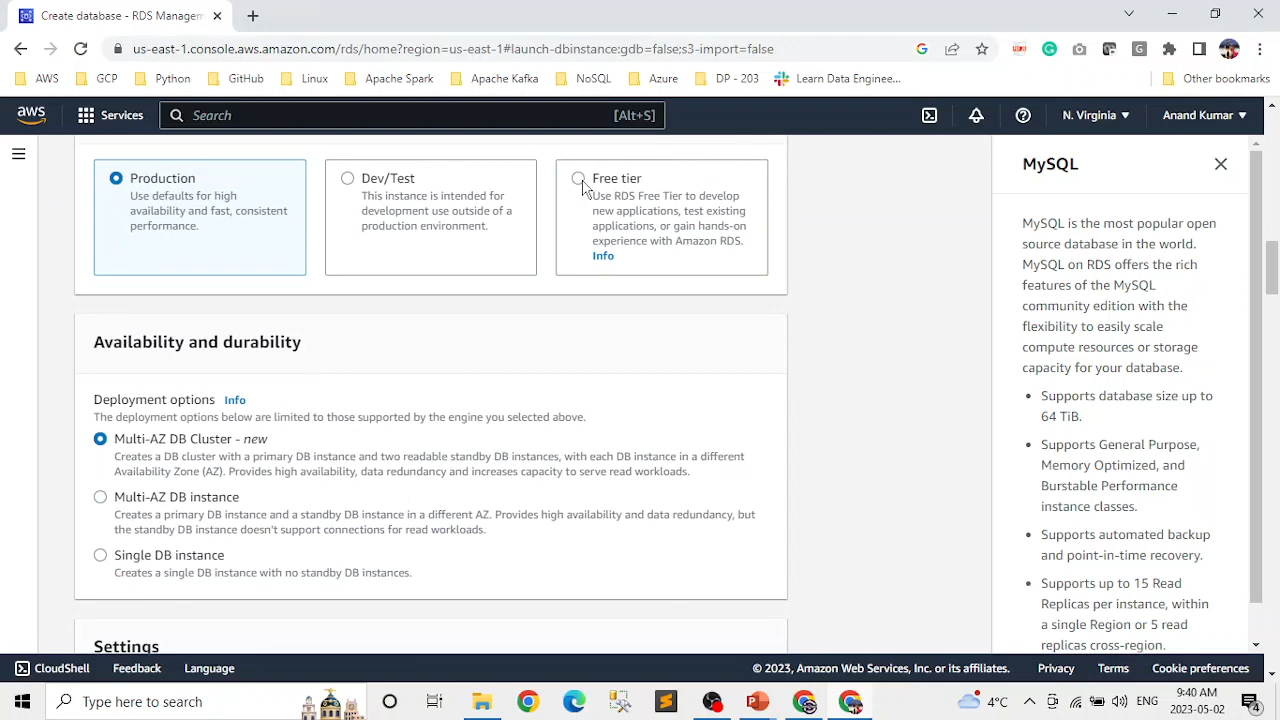 Create database - RDS Manageme
us-east-1.console.aws.amazon.com/rds/home?region=us-east-1#launch-dbinstance:gdb=false;s3-import=false
AWS
GCP
Python
GitHub
Linux
Apache Spark
Apache Kafka
NoSQL
Azure
DP - 203
Learn Data Enginee...
Other bookmarks
aws
Services
Search
[Alt+S]
N. Virginia
Anand Kumar
Production
Use defaults for high
availability and fast, consistent
performance.
Dev/Test
This instance is intended for
development use outside of a
production environment.
Free tier
Use RDS Free Tier to develop
new applications, test existing
applications, or gain hands-on
experience with Amazon RDS.
Info
Availability and durability
Deployment options Info
The deployment options below are limited to those supported by the engine you selected above.
Multi-AZ DB Cluster - new
Creates a DB cluster with a primary DB instance and two readable standby DB instances, with each DB instance in a different
Availability Zone (AZ). Provides high availability, data redundancy and increases capacity to serve read workloads.
Multi-AZ DB instance
Creates a primary DB instance and a standby DB instance in a different AZ. Provides high availability and data redundancy, but
the standby DB instance doesn't support connections for read workloads.
Single DB instance
Creates a single DB instance with no standby DB instances.
Settings
MySQL
MySQL is the most popular open
source database in the world.
MySQL on RDS offers the rich
features of the MySQL
community edition with the
flexibility to easily scale
compute resources or storage
capacity for your database.
• Supports database size up to
64 TiB.
• Supports General Purpose,
Memory Optimized, and
Burstable Performance
instance classes.
• Supports automated backup
and point-in-time recovery.
• Supports up to 15 Read
Replicas per instance, within
a single Region or 5 read
replicas cross-region.
CloudShell
Feedback
Language
© 2023, Amazon Web Services, Inc. or its affiliates.
Privacy
Terms
Cookie preferences
Type here to search
4°C
ENG
9:40 AM
2023-05-02
4